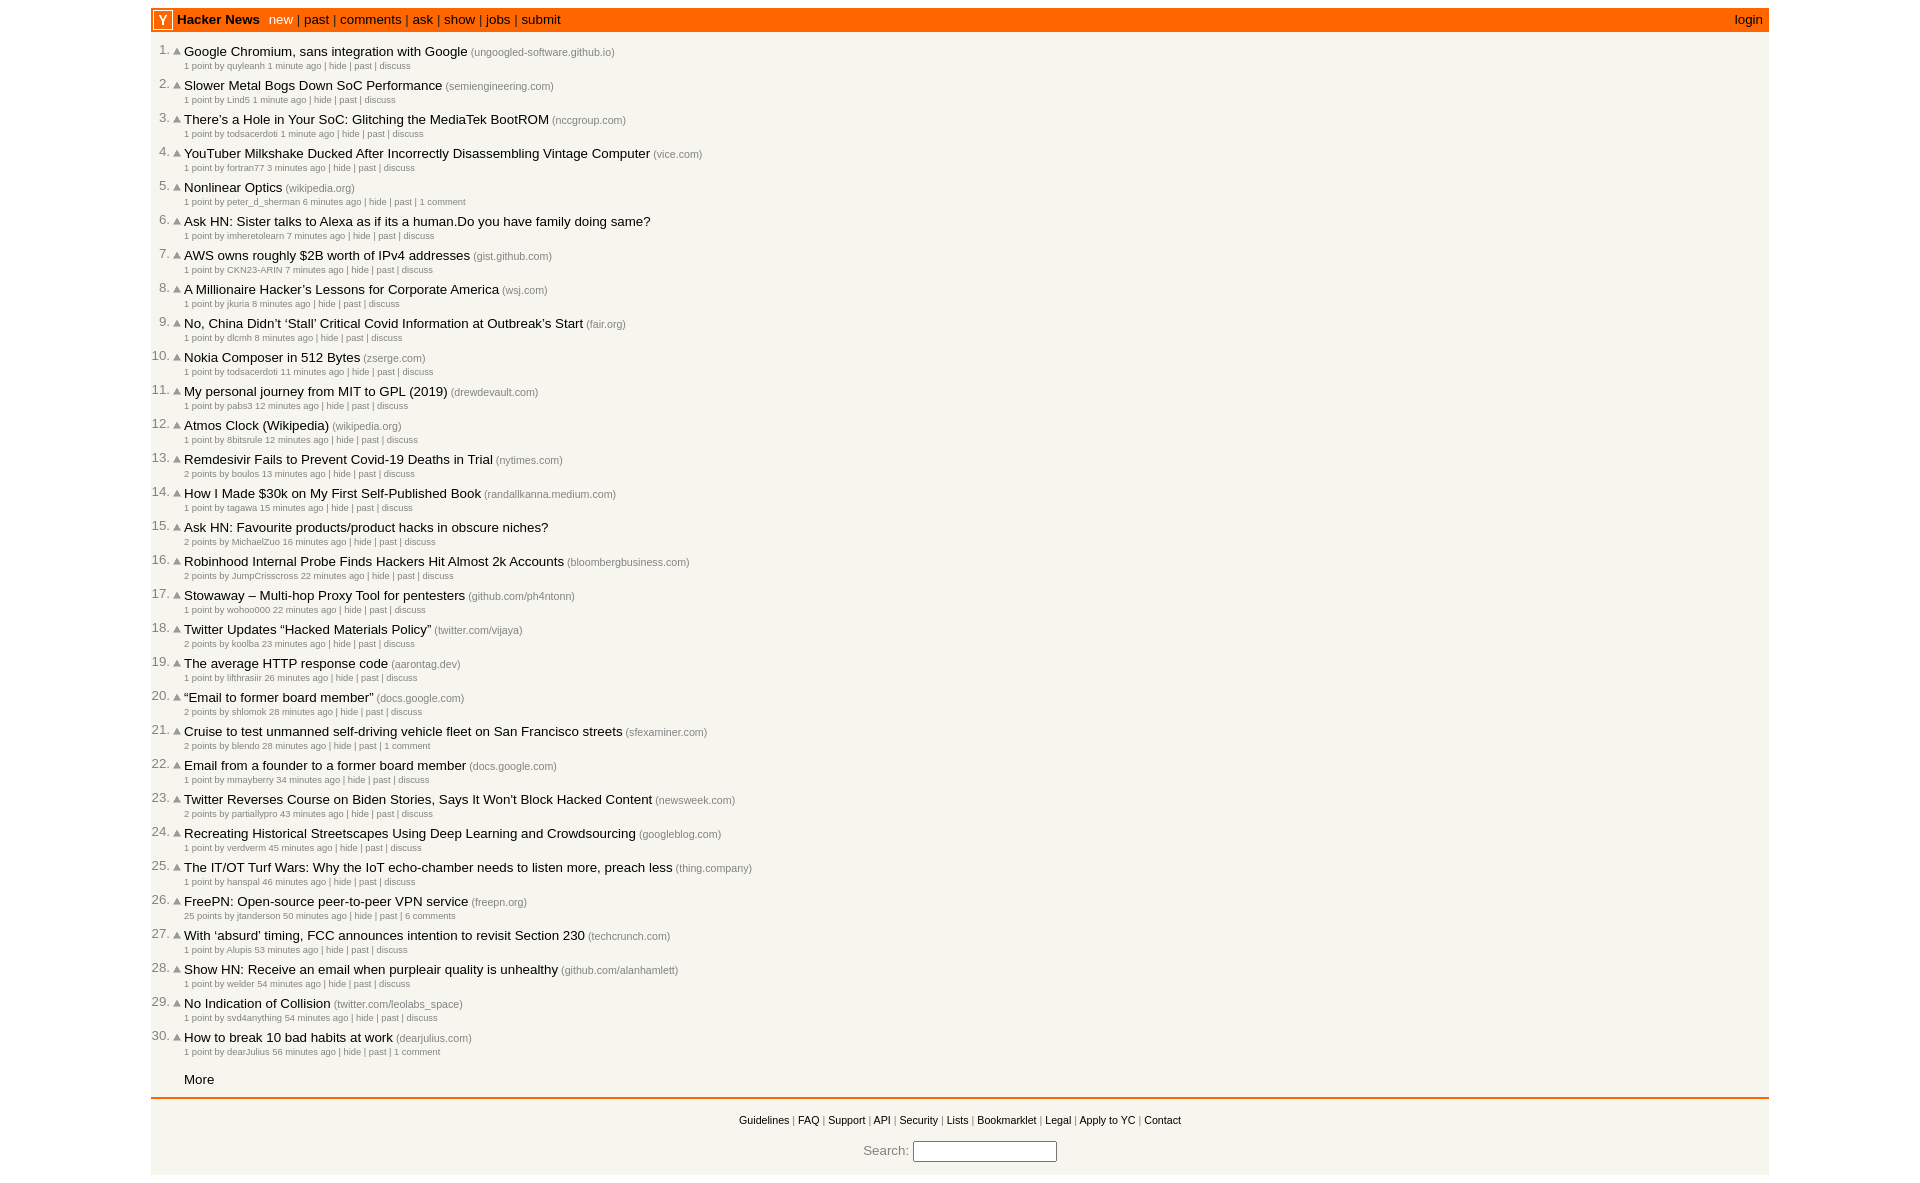 Y Hacker News new | past | comments | ask | show | jobs | submit login
1. Google Chromium, sans integration with Google (ungoogled-software.github.io)
1 point by quyleanh 1 minute ago | hide | past | discuss
2. Slower Metal Bogs Down SoC Performance (semiengineering.com)
1 point by Lind5 1 minute ago | hide | past | discuss
3. There’s a Hole in Your SoC: Glitching the MediaTek BootROM (nccgroup.com)
1 point by todsacerdoti 1 minute ago | hide | past | discuss
4. YouTuber Milkshake Ducked After Incorrectly Disassembling Vintage Computer (vice.com)
1 point by fortran77 3 minutes ago | hide | past | discuss
5. Nonlinear Optics (wikipedia.org)
1 point by peter_d_sherman 6 minutes ago | hide | past | 1 comment
6. Ask HN: Sister talks to Alexa as if its a human.Do you have family doing same?
1 point by imheretolearn 7 minutes ago | hide | past | discuss
7. AWS owns roughly $2B worth of IPv4 addresses (gist.github.com)
1 point by CKN23-ARIN 7 minutes ago | hide | past | discuss
8. A Millionaire Hacker’s Lessons for Corporate America (wsj.com)
1 point by jkuria 8 minutes ago | hide | past | discuss
9. No, China Didn’t ‘Stall’ Critical Covid Information at Outbreak’s Start (fair.org)
1 point by dlcmh 8 minutes ago | hide | past | discuss
10. Nokia Composer in 512 Bytes (zserge.com)
1 point by todsacerdoti 11 minutes ago | hide | past | discuss
11. My personal journey from MIT to GPL (2019) (drewdevault.com)
1 point by pabs3 12 minutes ago | hide | past | discuss
12. Atmos Clock (Wikipedia) (wikipedia.org)
1 point by 8bitsrule 12 minutes ago | hide | past | discuss
13. Remdesivir Fails to Prevent Covid-19 Deaths in Trial (nytimes.com)
2 points by boulos 13 minutes ago | hide | past | discuss
14. How I Made $30k on My First Self-Published Book (randallkanna.medium.com)
1 point by tagawa 15 minutes ago | hide | past | discuss
15. Ask HN: Favourite products/product hacks in obscure niches?
2 points by MichaelZuo 16 minutes ago | hide | past | discuss
16. Robinhood Internal Probe Finds Hackers Hit Almost 2k Accounts (bloombergbusiness.com)
2 points by JumpCrisscross 22 minutes ago | hide | past | discuss
17. Stowaway – Multi-hop Proxy Tool for pentesters (github.com/ph4ntonn)
1 point by wohoo000 22 minutes ago | hide | past | discuss
18. Twitter Updates “Hacked Materials Policy” (twitter.com/vijaya)
2 points by koolba 23 minutes ago | hide | past | discuss
19. The average HTTP response code (aarontag.dev)
1 point by lifthrasiir 26 minutes ago | hide | past | discuss
20. “Email to former board member” (docs.google.com)
2 points by shlomok 28 minutes ago | hide | past | discuss
21. Cruise to test unmanned self-driving vehicle fleet on San Francisco streets (sfexaminer.com)
2 points by blendo 28 minutes ago | hide | past | 1 comment
22. Email from a founder to a former board member (docs.google.com)
1 point by mmayberry 34 minutes ago | hide | past | discuss
23. Twitter Reverses Course on Biden Stories, Says It Won't Block Hacked Content (newsweek.com)
2 points by partiallypro 43 minutes ago | hide | past | discuss
24. Recreating Historical Streetscapes Using Deep Learning and Crowdsourcing (googleblog.com)
1 point by verdverm 45 minutes ago | hide | past | discuss
25. The IT/OT Turf Wars: Why the IoT echo-chamber needs to listen more, preach less (thing.company)
1 point by hanspal 46 minutes ago | hide | past | discuss
26. FreePN: Open-source peer-to-peer VPN service (freepn.org)
25 points by jtanderson 50 minutes ago | hide | past | 6 comments
27. With ‘absurd’ timing, FCC announces intention to revisit Section 230 (techcrunch.com)
1 point by Alupis 53 minutes ago | hide | past | discuss
28. Show HN: Receive an email when purpleair quality is unhealthy (github.com/alanhamlett)
1 point by welder 54 minutes ago | hide | past | discuss
29. No Indication of Collision (twitter.com/leolabs_space)
1 point by svd4anything 54 minutes ago | hide | past | discuss
30. How to break 10 bad habits at work (dearjulius.com)
1 point by dearJulius 56 minutes ago | hide | past | 1 comment
More
Guidelines | FAQ | Support | API | Security | Lists | Bookmarklet | Legal | Apply to YC | Contact
Search: